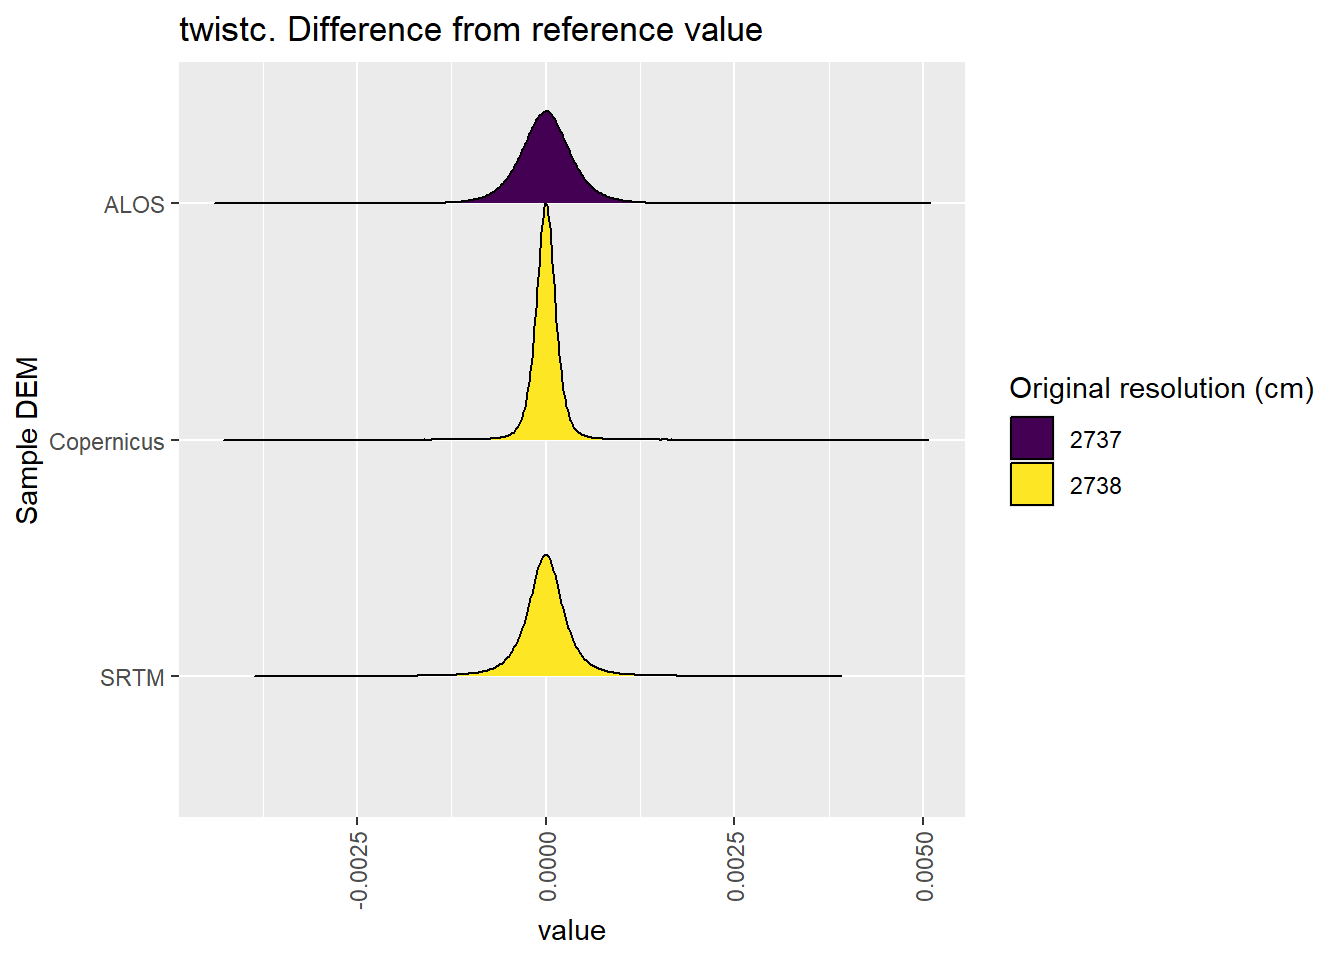 twistc. Difference from reference value
ALOS
Copernicus
SRTM
Sample DEM
-0.0025
0.0000
0.0025
0.0050
value
Original resolution (cm)
2737
2738